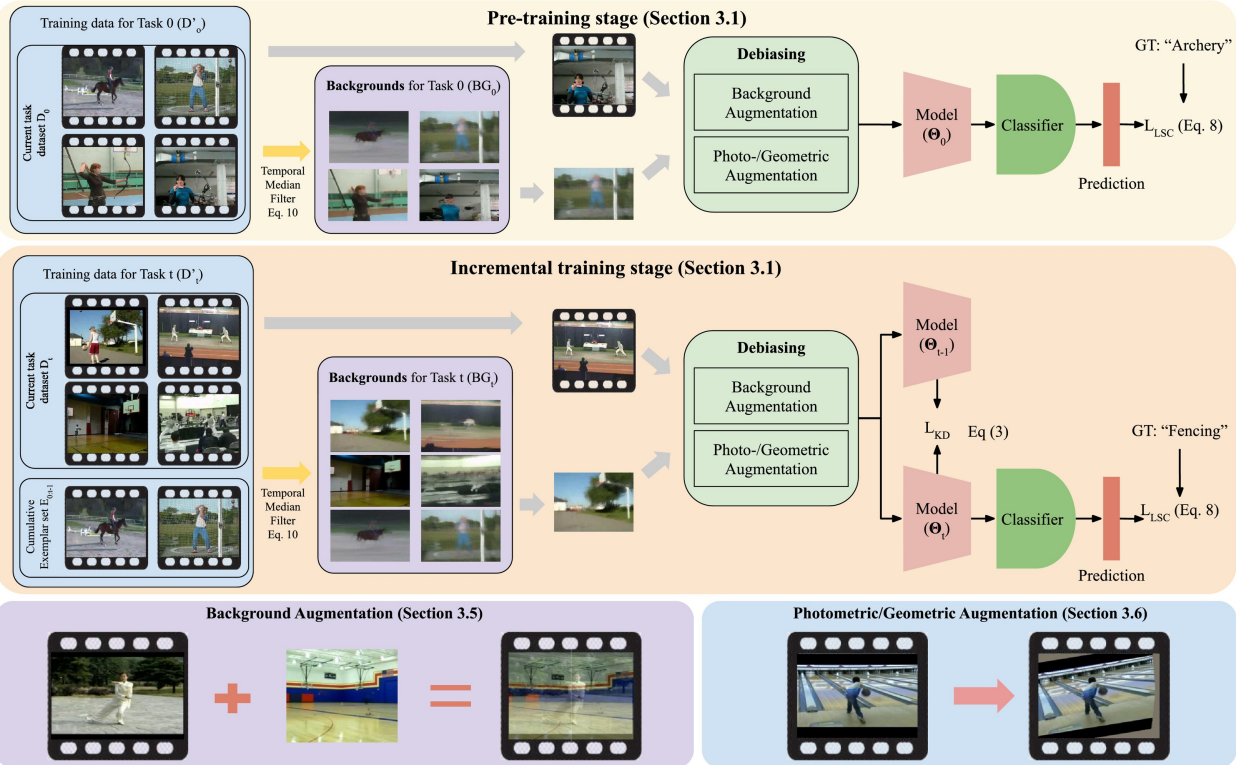 Pre-training stage (Section 3.1)
Training data for Task 0 (D'₀)
Current task
dataset D₀
Temporal
Median
Filter
Eq. 10
Backgrounds for Task 0 (BG₀)
Debiasing
Background
Augmentation
Photo-/Geometric
Augmentation
Model
(Θ₀)
Classifier
Prediction
GT: “Archery”
L_LSC (Eq. 8)
Incremental training stage (Section 3.1)
Training data for Task t (D'ₜ)
Current task
dataset Dₜ
Cumulative
Exemplar set E₀:ₜ₋₁
Temporal
Median
Filter
Eq. 10
Backgrounds for Task t (BGₜ)
Debiasing
Background
Augmentation
Photo-/Geometric
Augmentation
Model
(Θₜ₋₁)
L_KD Eq (3)
Model
(Θₜ)
Classifier
Prediction
GT: “Fencing”
L_LSC (Eq. 8)
Background Augmentation (Section 3.5)
Photometric/Geometric Augmentation (Section 3.6)